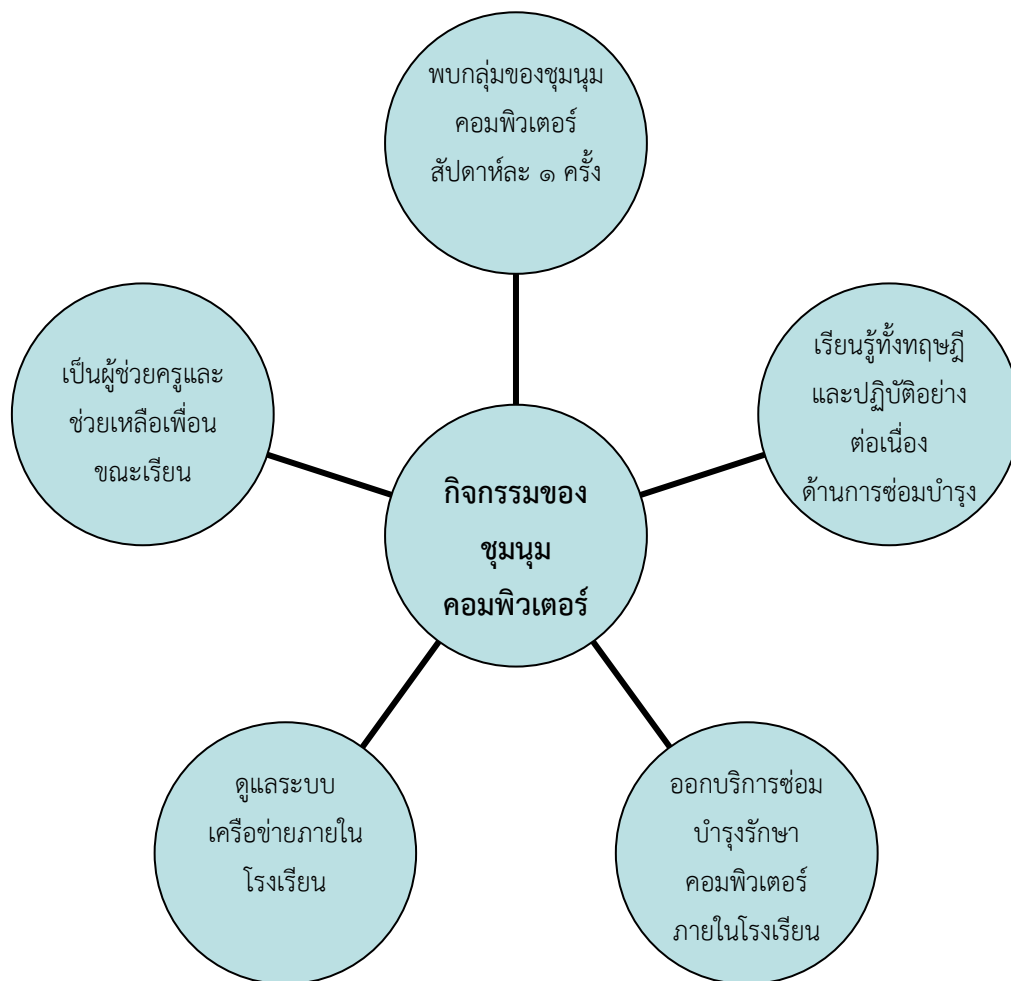 พบกลุ่มของชุมนุม
คอมพิวเตอร์
สัปดาห์ละ ๑ ครั้ง
เรียนรู้ทั้งทฤษฎี
และปฏิบัติอย่าง
ต่อเนื่อง
ด้านการซ่อมบำรุง
เป็นผู้ช่วยครูและ
ช่วยเหลือเพื่อน
ขณะเรียน
กิจกรรมของ
ชุมนุม
คอมพิวเตอร์
ดูแลระบบ
เครือข่ายภายใน
โรงเรียน
ออกบริการซ่อม
บำรุงรักษา
คอมพิวเตอร์
ภายในโรงเรียน